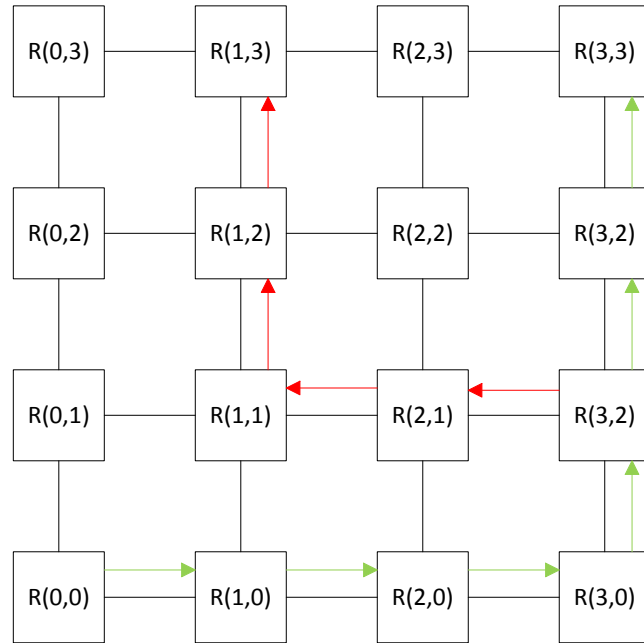 R(0,3) R(1,3) R(2,3) R(3,3)
R(0,2) R(1,2) R(2,2) R(3,2)
R(0,1) R(1,1) R(2,1) R(3,2)
R(0,0) R(1,0) R(2,0) R(3,0)